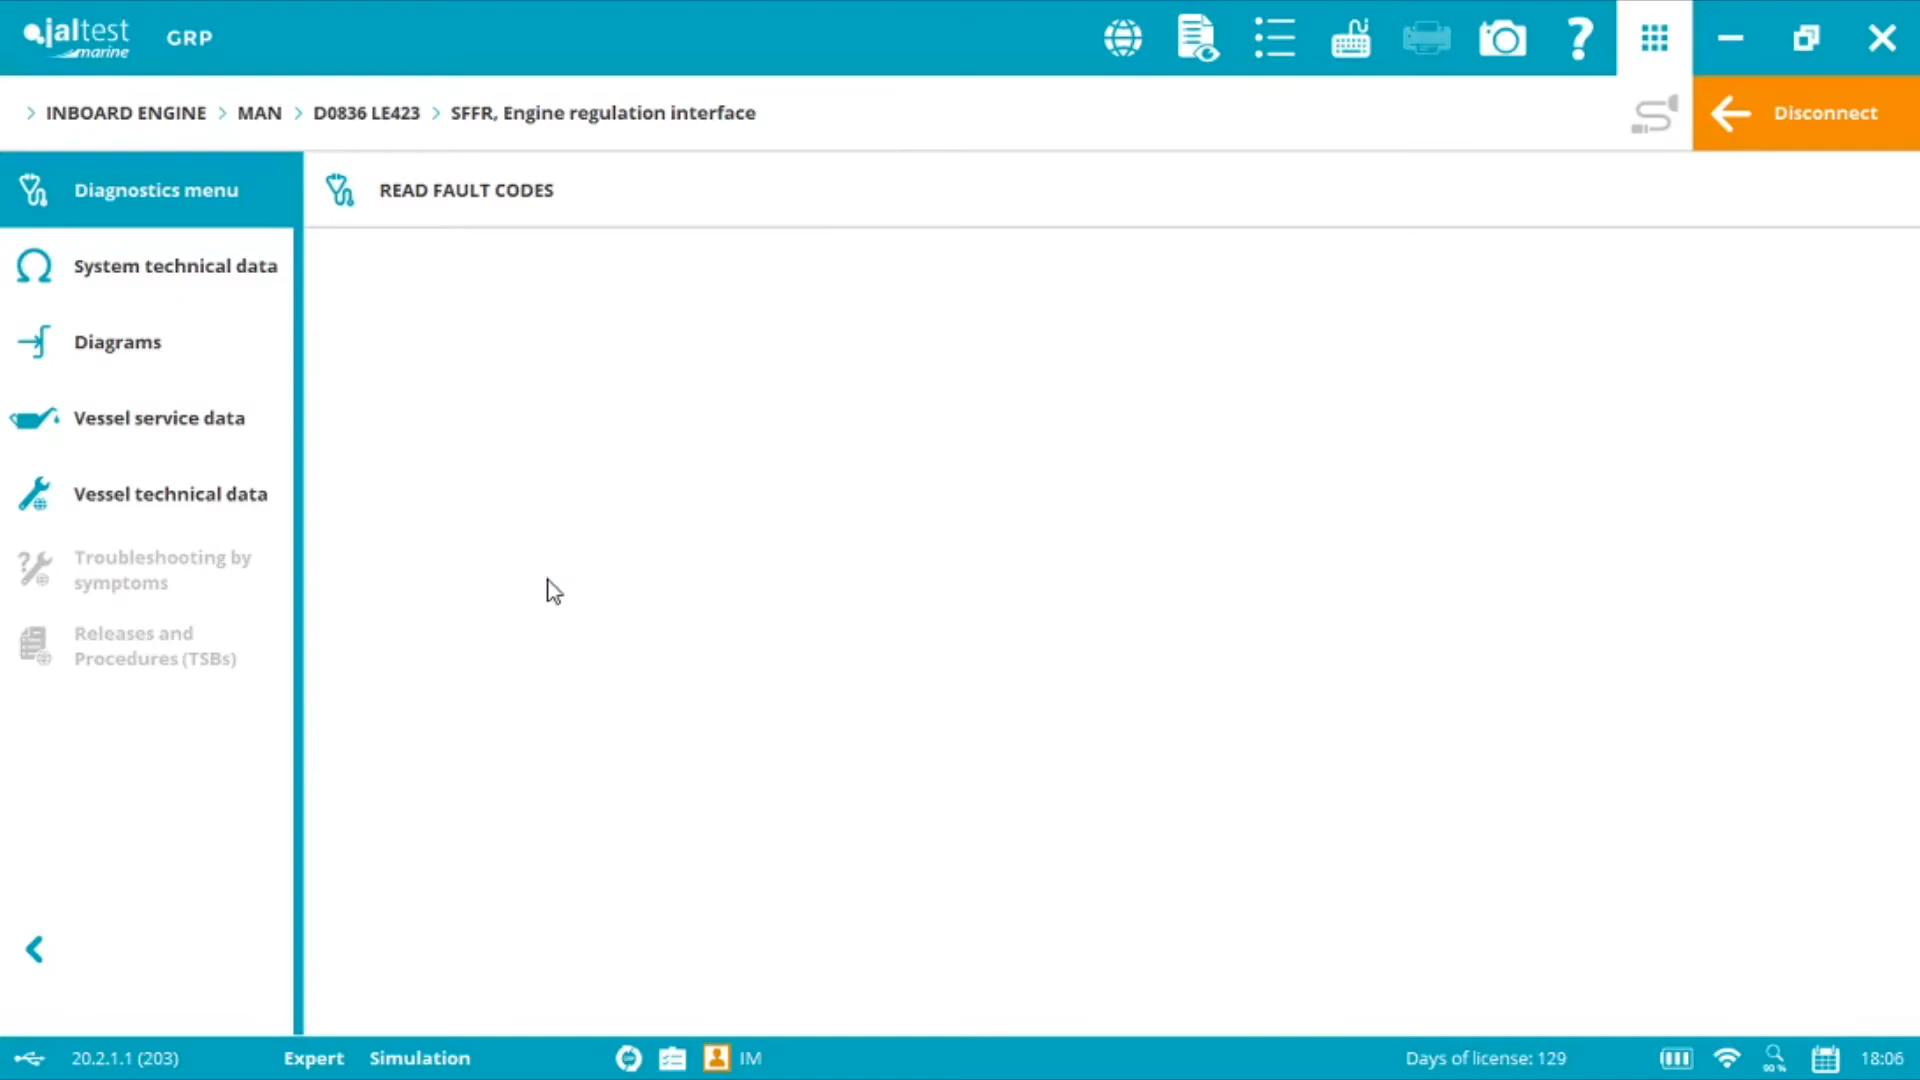 jaltest
marine
GRP
INBOARD ENGINE > MAN > D0836 LE423 > SFFR, Engine regulation interface
Disconnect
Diagnostics menu
READ FAULT CODES
System technical data
Diagrams
Vessel service data
Vessel technical data
Troubleshooting by
symptoms
Releases and
Procedures (TSBs)
20.2.1.1 (203)
Expert
Simulation
IM
Days of license: 129
90 %
18:06